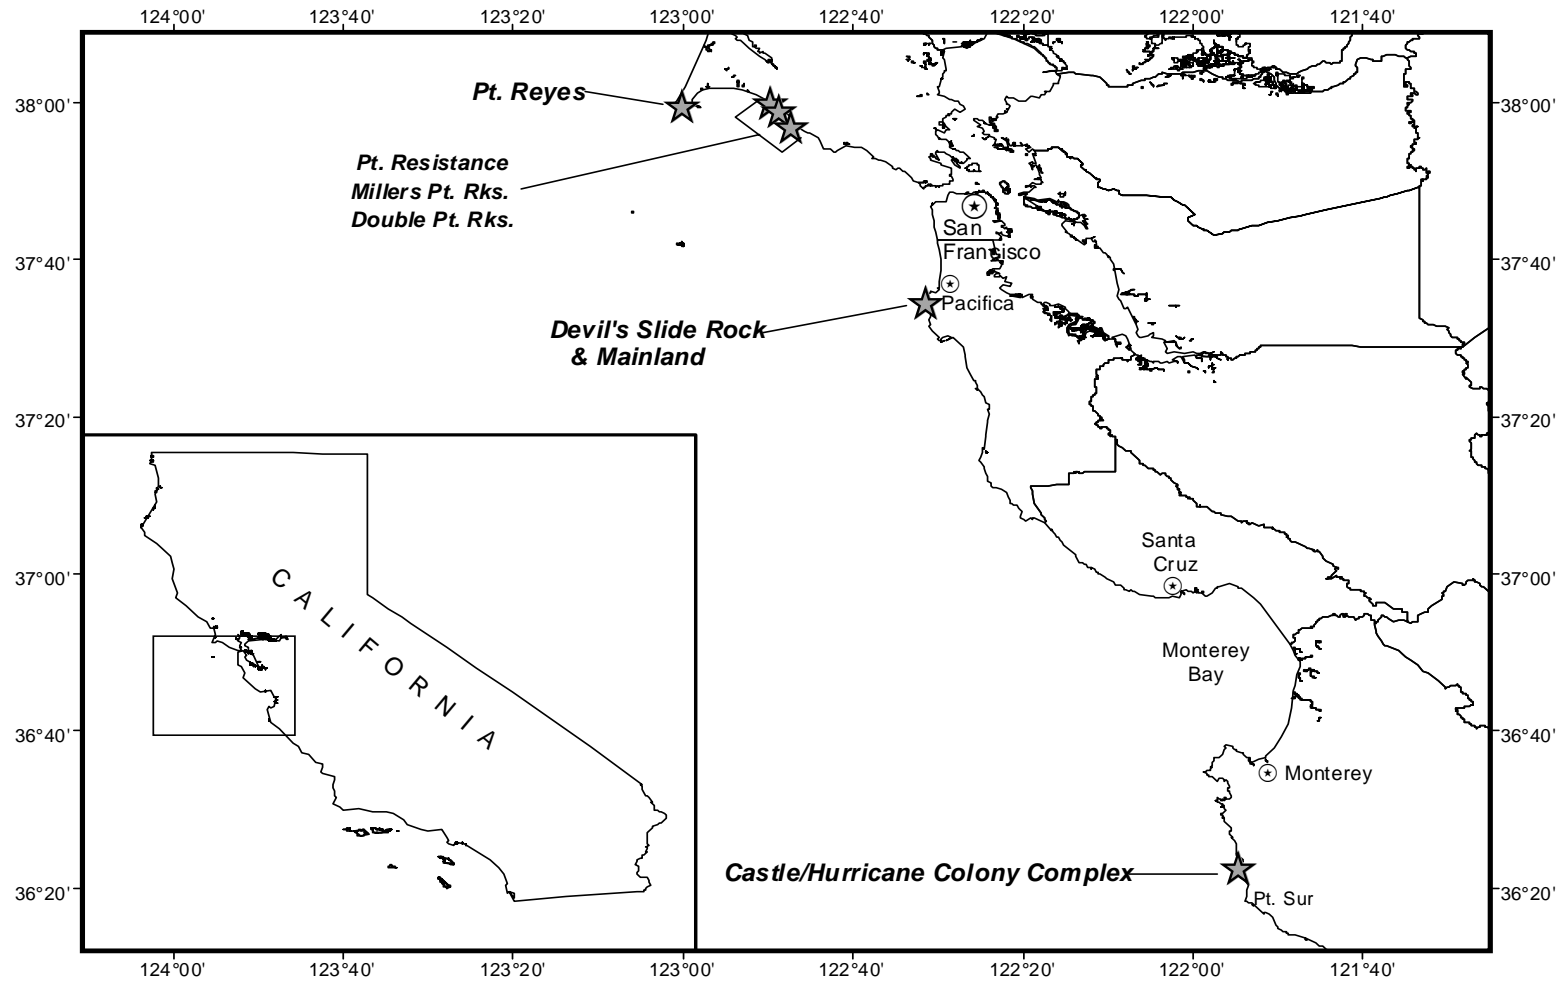 124°00' 123°40' 123°20' 123°00' 122°40' 122°20' 122°00' 121°40'
38°00' 38°00'
Pt. Reyes
Pt. Resistance
Millers Pt. Rks.
Double Pt. Rks.
San
Francisco
37°40' 37°40'
Pacifica
Devil's Slide Rock
& Mainland
37°20' 37°20'
Santa
Cruz
37°00' 37°00'
CALIFORNIA
Monterey
Bay
36°40' 36°40'
Monterey
Castle/Hurricane Colony Complex
36°20' 36°20'
Pt. Sur
124°00' 123°40' 123°20' 123°00' 122°40' 122°20' 122°00' 121°40'